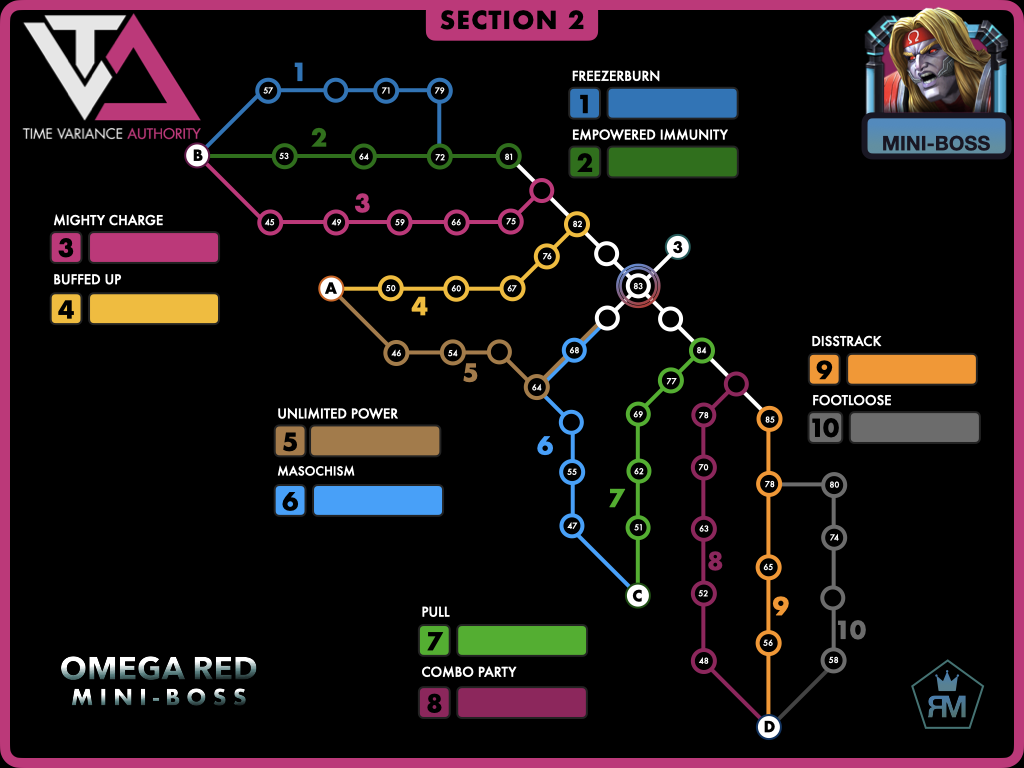 SECTION 2
TVA
TIME VARIANCE AUTHORITY
Ω
MINI-BOSS
FREEZERBURN
1
EMPOWERED IMMUNITY
2
1
57 71 79
2
B 53 64 72 81
3
45 49 59 66 75
MIGHTY CHARGE
3
BUFFED UP
4
82
76
3
83
A 50 60 67
4
46 54
5
68
64
84
77
DISSTRACK
9
FOOTLOOSE
10
UNLIMITED POWER
5
MASOCHISM
6
6
55
47
69
62
7
51
C
78
70
63
8
52
48
85
78
65
9
56
80
74
10
58
D
PULL
7
COMBO PARTY
8
OMEGA RED
MINI-BOSS
ЯM